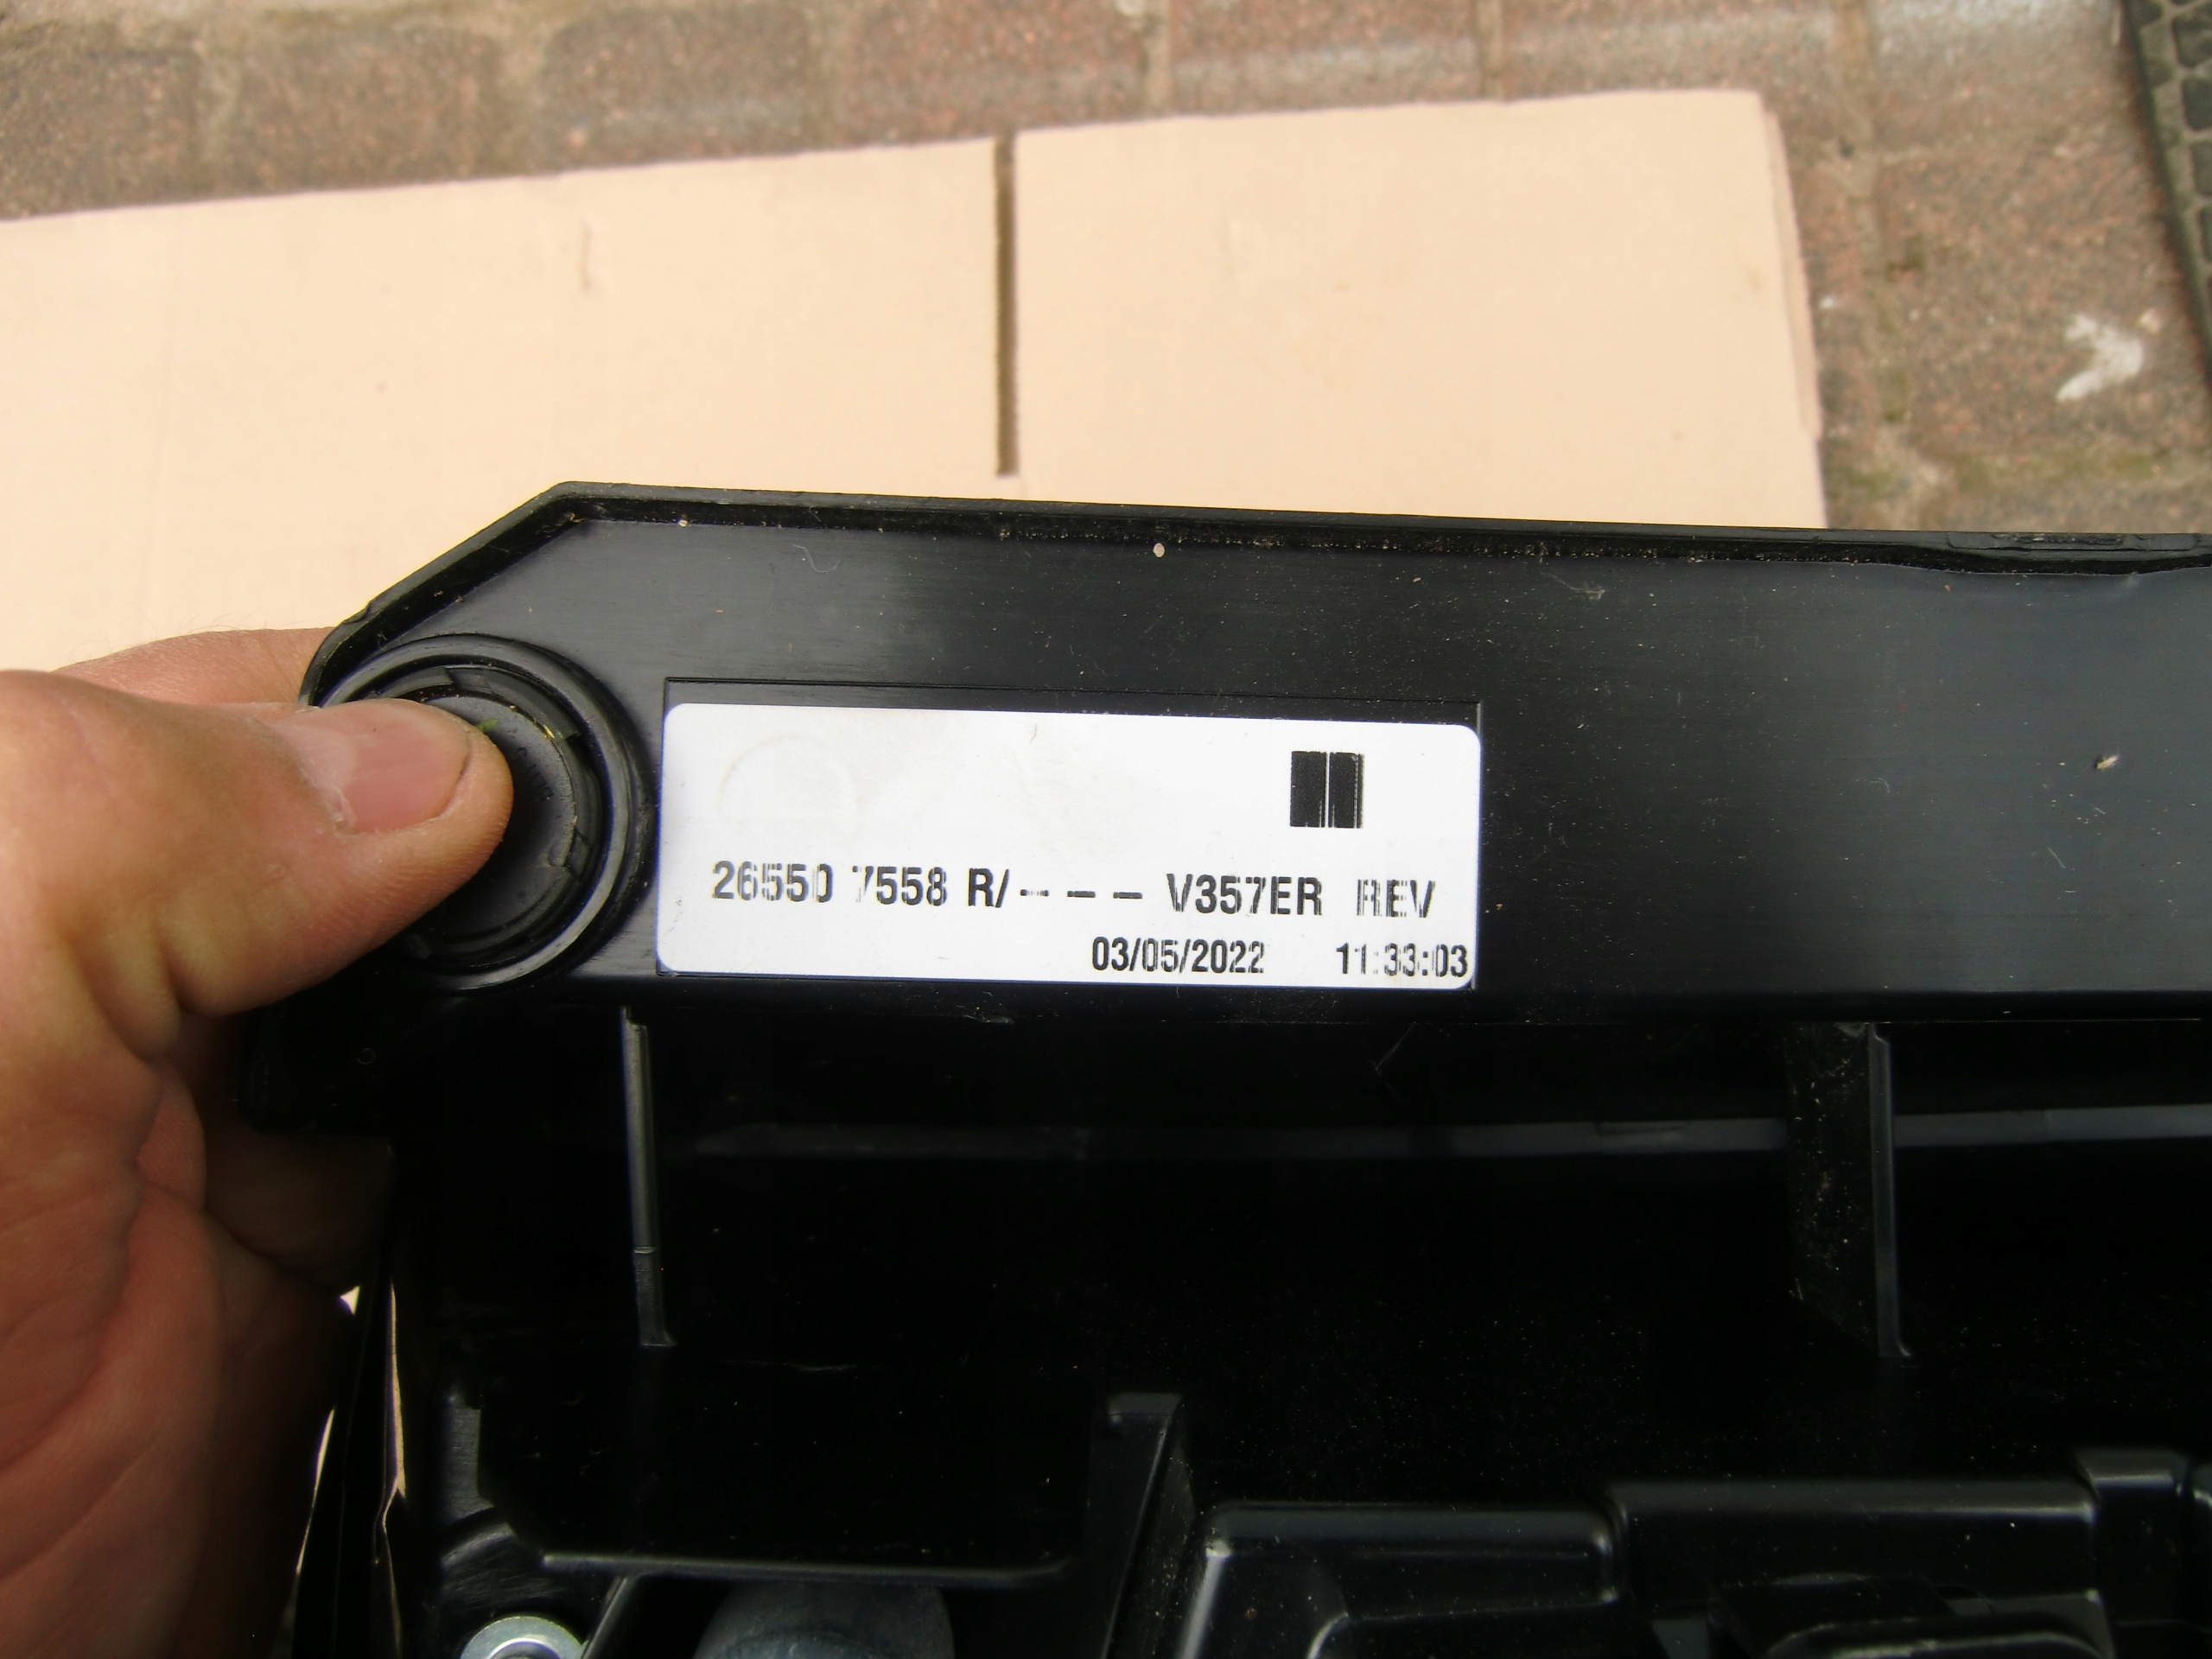 26550 7558 R/- - - V357ER REV
03/05/2022 11:33:03